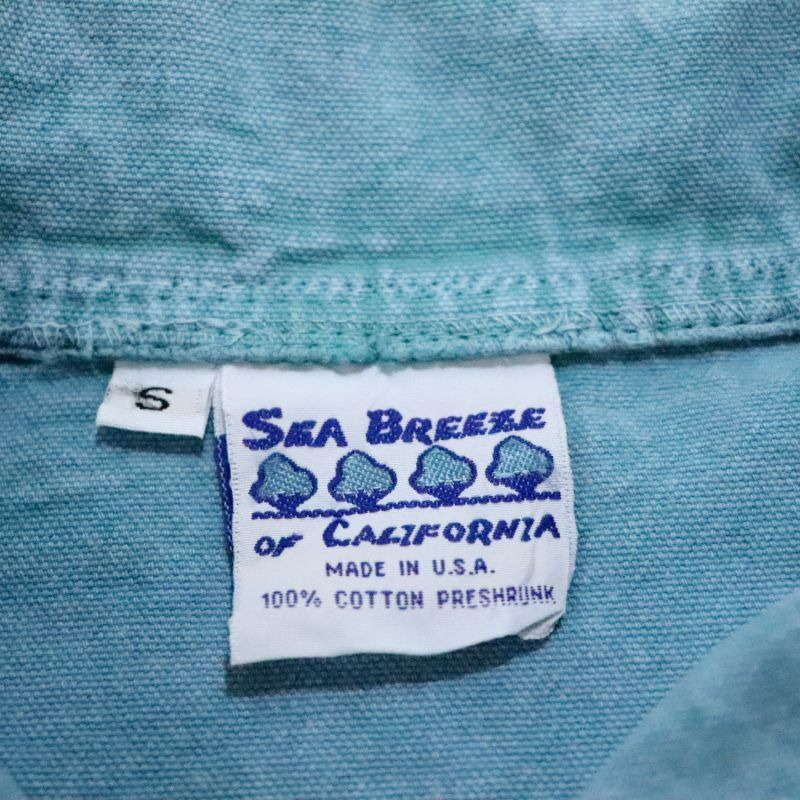 S
SEA BREEZE
OF CALIFORNIA
MADE IN U.S.A.
100% COTTON PRESHRUNK